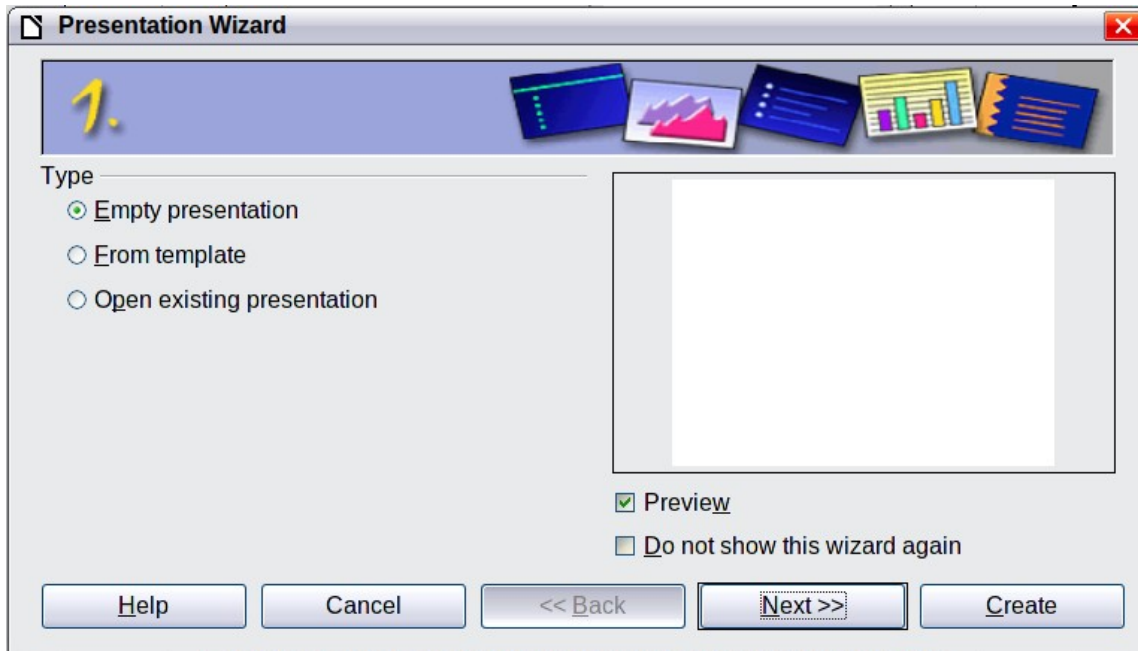 Presentation Wizard
1.
Type
Empty presentation
From template
Open existing presentation
Preview
Do not show this wizard again
Help
Cancel
<< Back
Next >>
Create